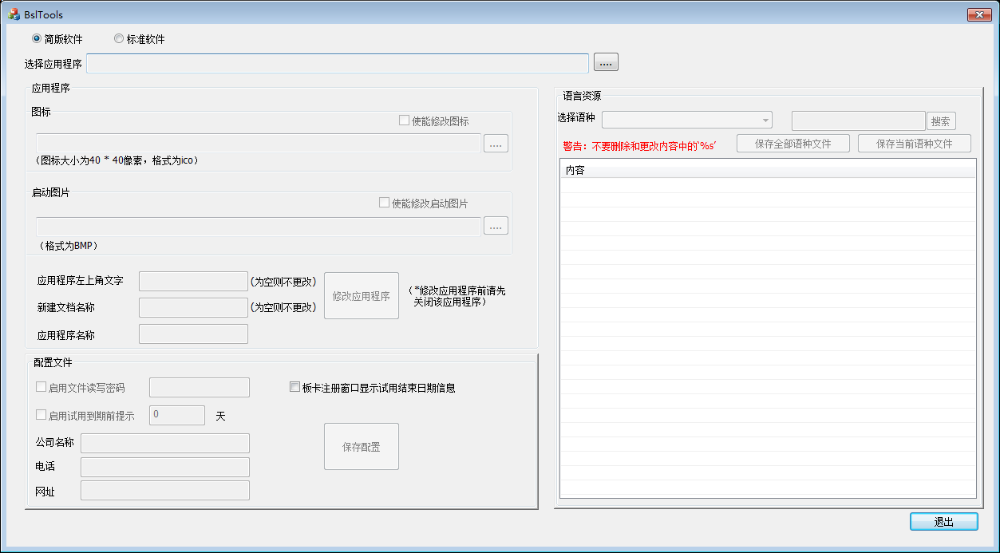 BslTools
简版软件 标准软件
选择应用程序 ....
应用程序
图标
使能修改图标
....
（图标大小为40 * 40像素，格式为ico）
启动图片
使能修改启动图片
....
（格式为BMP）
应用程序左上角文字 (为空则不更改)
新建文档名称 (为空则不更改)
应用程序名称
修改应用程序
（*修改应用程序前请先
关闭该应用程序）
配置文件
启用文件读写密码
板卡注册窗口显示试用结束日期信息
启用试用到期前提示 0 天
公司名称
电话
网址
保存配置
语言资源
选择语种 搜索
警告：不要删除和更改内容中的‘%s’ 保存全部语种文件 保存当前语种文件
内容
退出